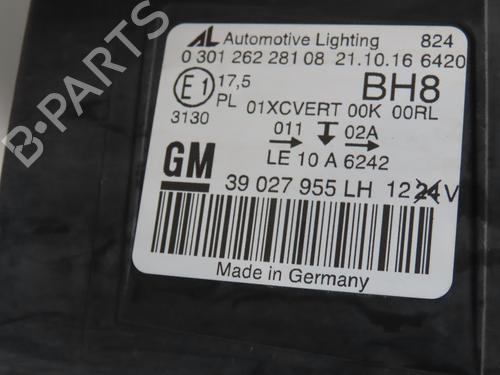 AL Automotive Lighting 824
0 301 262 281 08 21.10.16 6420
E1 17,5 BH8
PL 01XCVERT 00K 00RL
3130 011 02A
LE 10 A 6242
GM 39 027 955 LH 12 24 V
Made in Germany
B-PARTS